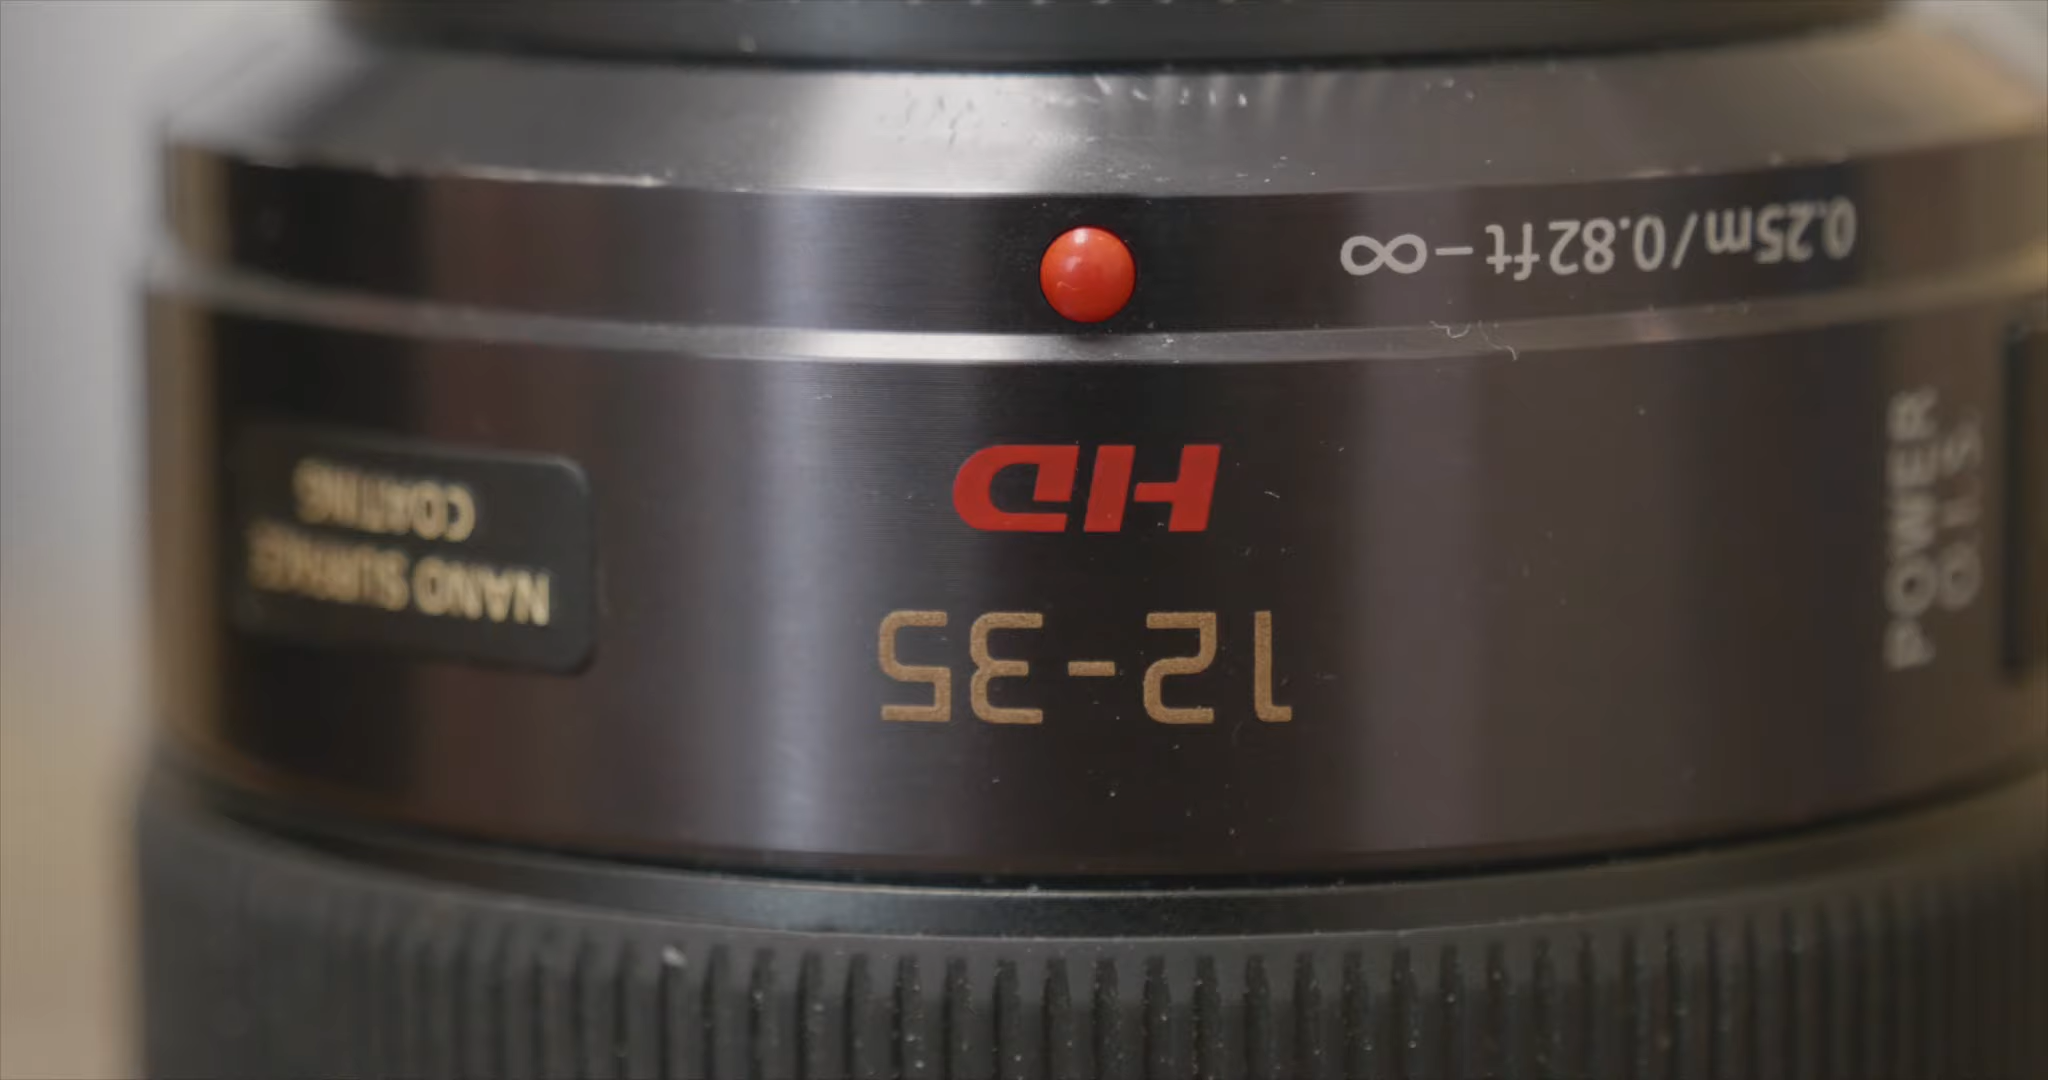 0.25m/0.82ft-∞
HD
12-35
NANO SURFACE
COATING
POWER
O.I.S.